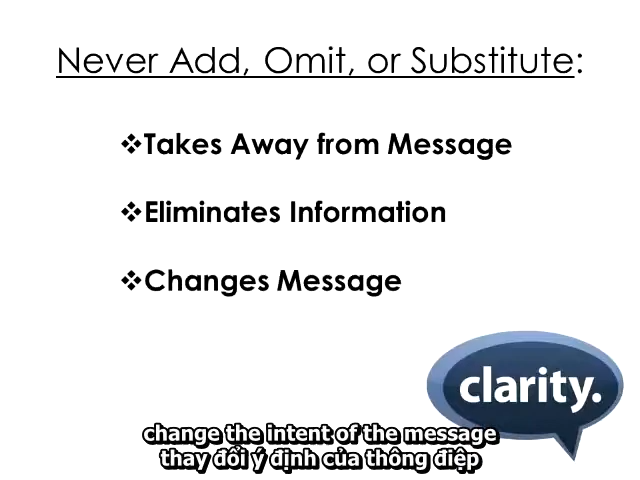 Never Add, Omit, or Substitute:
❖Takes Away from Message
❖Eliminates Information
❖Changes Message
clarity.
change the intent of the message
thay đổi ý định của thông điệp